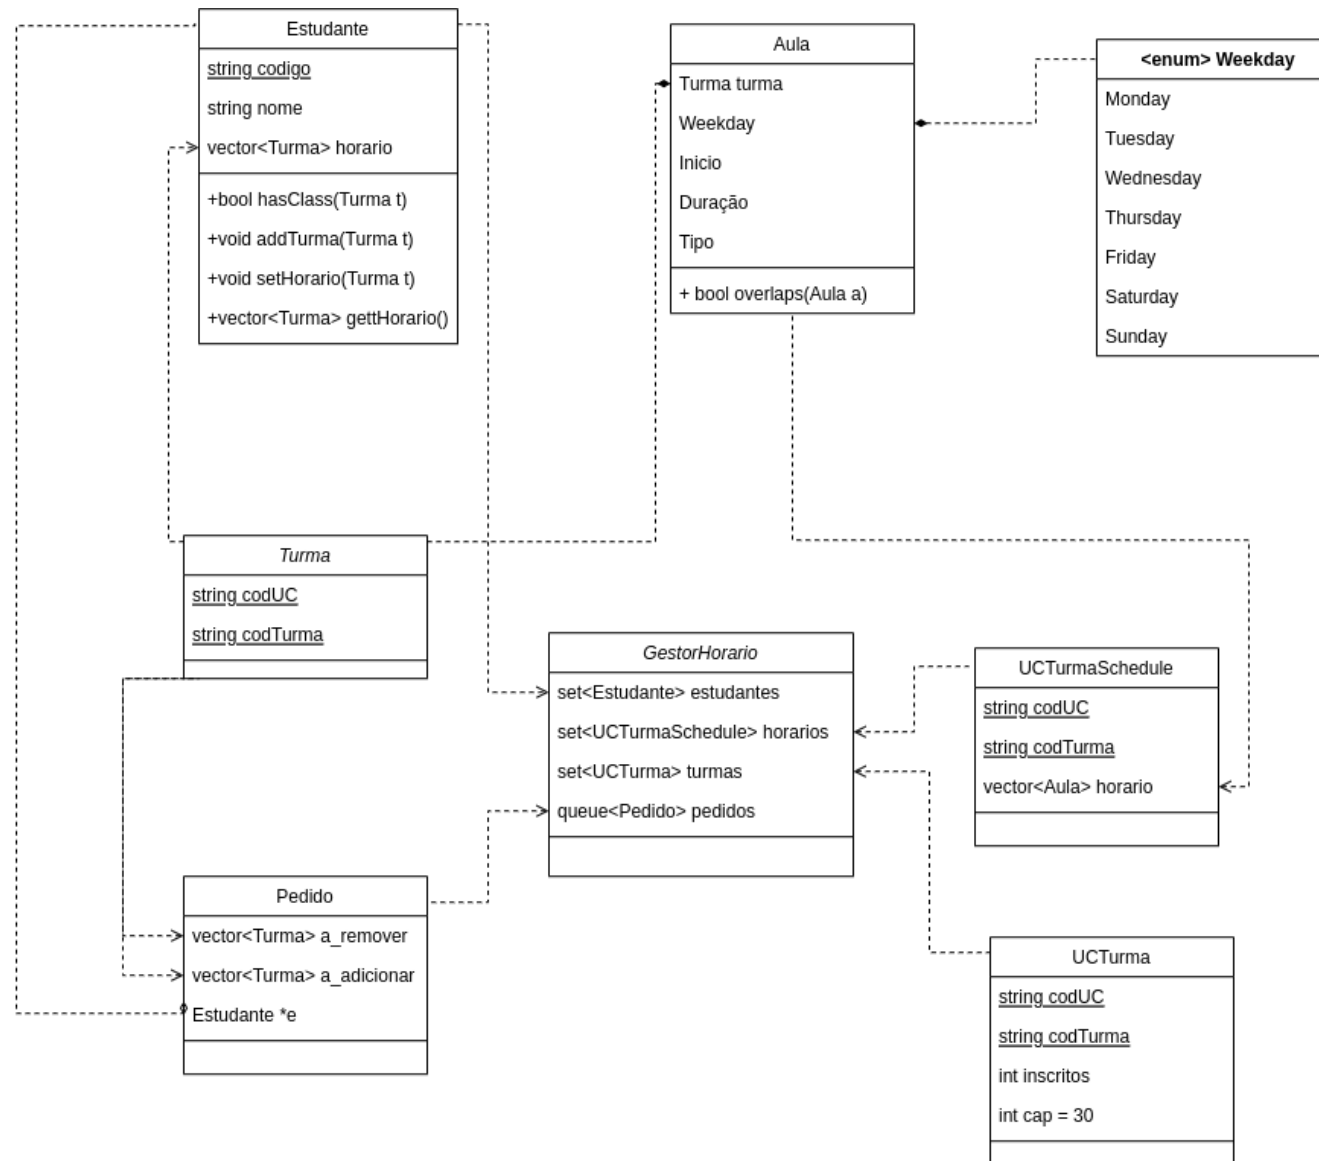 Estudante
string codigo
string nome
vector<Turma> horario
+bool hasClass(Turma t)
+void addTurma(Turma t)
+void setHorario(Turma t)
+vector<Turma> gettHorario()
Aula
Turma turma
Weekday
Inicio
Duração
Tipo
+ bool overlaps(Aula a)
<enum> Weekday
Monday
Tuesday
Wednesday
Thursday
Friday
Saturday
Sunday
Turma
string codUC
string codTurma
GestorHorario
set<Estudante> estudantes
set<UCTurmaSchedule> horarios
set<UCTurma> turmas
queue<Pedido> pedidos
UCTurmaSchedule
string codUC
string codTurma
vector<Aula> horario
Pedido
vector<Turma> a_remover
vector<Turma> a_adicionar
Estudante *e
UCTurma
string codUC
string codTurma
int inscritos
int cap = 30